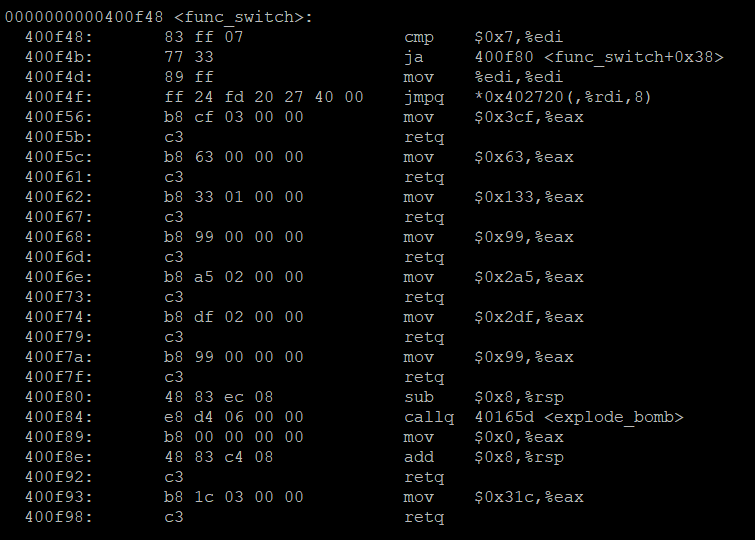 0000000000400f48 <func_switch>:
400f48: 83 ff 07 cmp $0x7,%edi
400f4b: 77 33 ja 400f80 <func_switch+0x38>
400f4d: 89 ff mov %edi,%edi
400f4f: ff 24 fd 20 27 40 00 jmpq *0x402720(,%rdi,8)
400f56: b8 cf 03 00 00 mov $0x3cf,%eax
400f5b: c3 retq
400f5c: b8 63 00 00 00 mov $0x63,%eax
400f61: c3 retq
400f62: b8 33 01 00 00 mov $0x133,%eax
400f67: c3 retq
400f68: b8 99 00 00 00 mov $0x99,%eax
400f6d: c3 retq
400f6e: b8 a5 02 00 00 mov $0x2a5,%eax
400f73: c3 retq
400f74: b8 df 02 00 00 mov $0x2df,%eax
400f79: c3 retq
400f7a: b8 99 00 00 00 mov $0x99,%eax
400f7f: c3 retq
400f80: 48 83 ec 08 sub $0x8,%rsp
400f84: e8 d4 06 00 00 callq 40165d <explode_bomb>
400f89: b8 00 00 00 00 mov $0x0,%eax
400f8e: 48 83 c4 08 add $0x8,%rsp
400f92: c3 retq
400f93: b8 1c 03 00 00 mov $0x31c,%eax
400f98: c3 retq